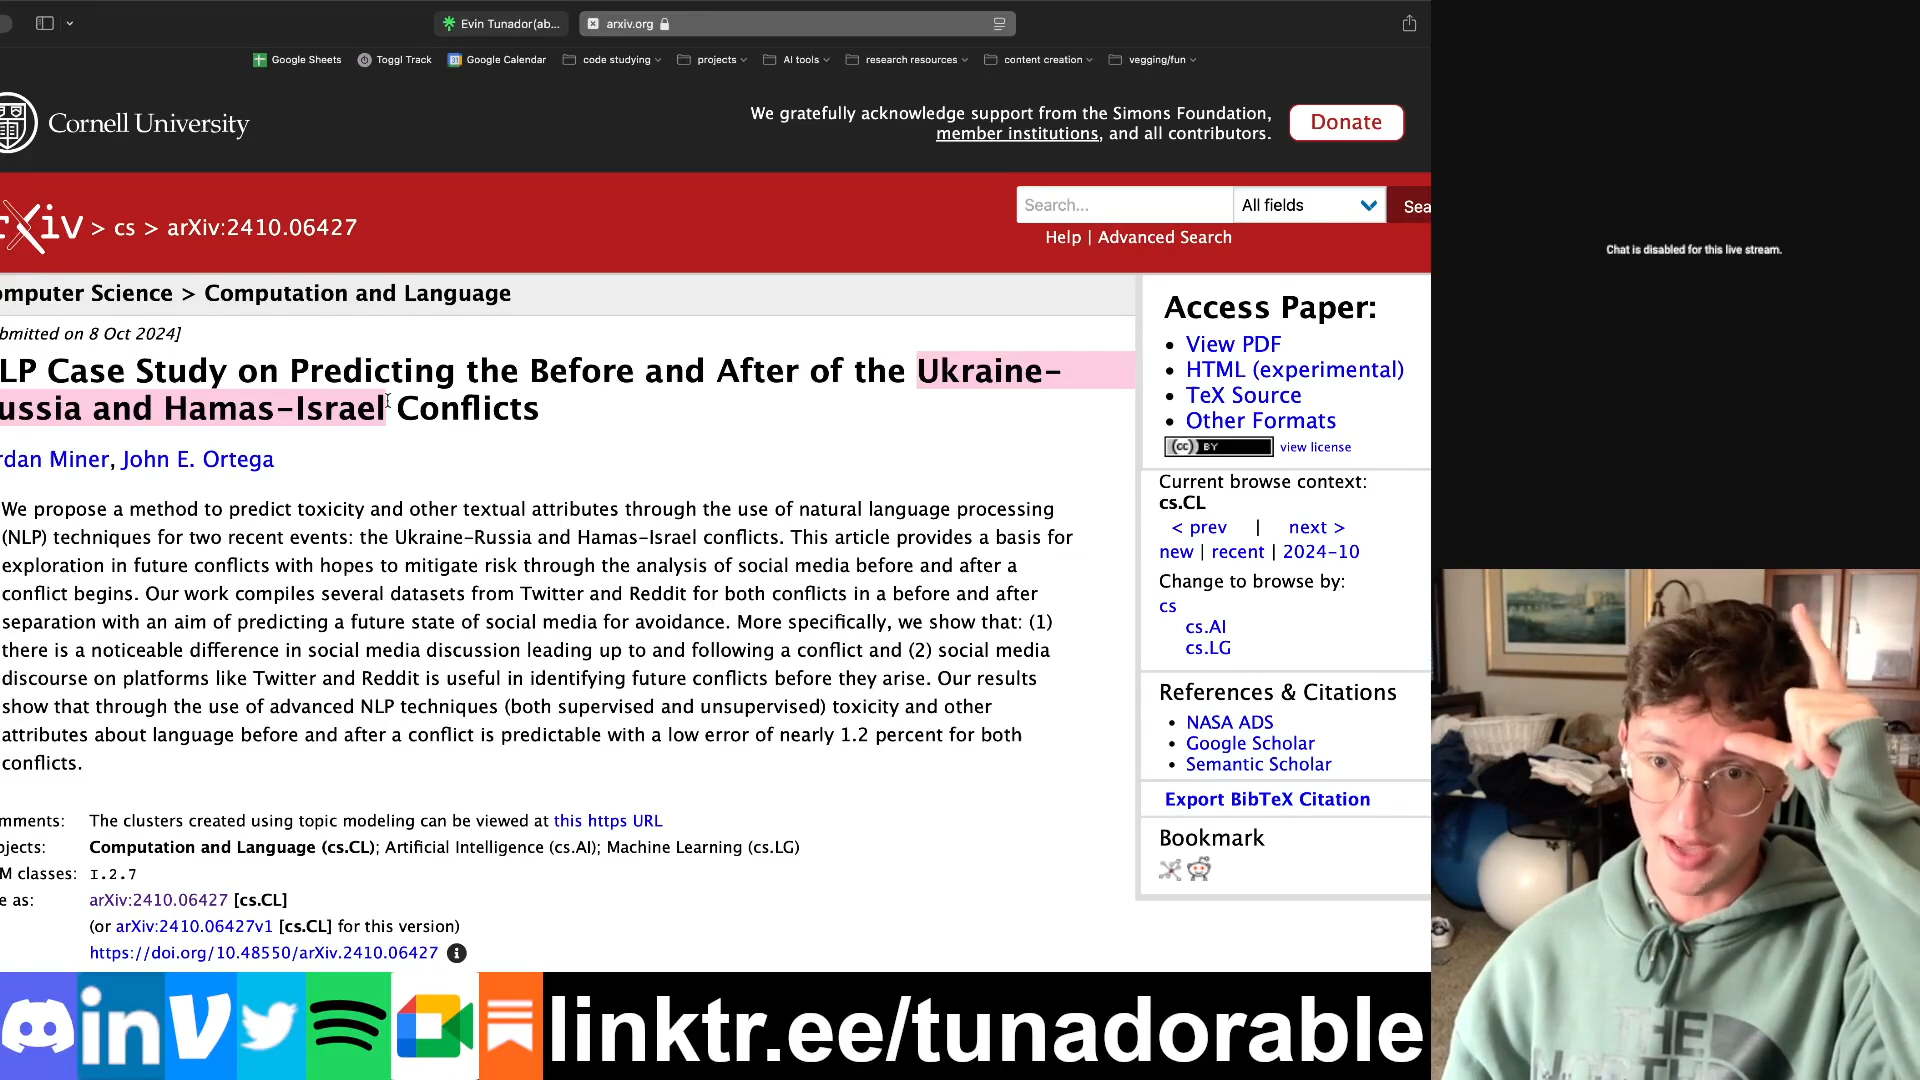 Evin Tunador(ab...
arxiv.org
Google Sheets
Toggl Track
Google Calendar
code studying
projects
AI tools
research resources
content creation
vegging/fun
Cornell University
We gratefully acknowledge support from the Simons Foundation,
member institutions, and all contributors.
Donate
rXiv > cs > arXiv:2410.06427
Search...
All fields
Sea
Help | Advanced Search
omputer Science > Computation and Language
bmitted on 8 Oct 2024]
LP Case Study on Predicting the Before and After of the Ukraine-
ussia and Hamas-Israel Conflicts
rdan Miner, John E. Ortega
We propose a method to predict toxicity and other textual attributes through the use of natural language processing
(NLP) techniques for two recent events: the Ukraine-Russia and Hamas-Israel conflicts. This article provides a basis for
exploration in future conflicts with hopes to mitigate risk through the analysis of social media before and after a
conflict begins. Our work compiles several datasets from Twitter and Reddit for both conflicts in a before and after
separation with an aim of predicting a future state of social media for avoidance. More specifically, we show that: (1)
there is a noticeable difference in social media discussion leading up to and following a conflict and (2) social media
discourse on platforms like Twitter and Reddit is useful in identifying future conflicts before they arise. Our results
show that through the use of advanced NLP techniques (both supervised and unsupervised) toxicity and other
attributes about language before and after a conflict is predictable with a low error of nearly 1.2 percent for both
conflicts.
mments: The clusters created using topic modeling can be viewed at this https URL
jects: Computation and Language (cs.CL); Artificial Intelligence (cs.AI); Machine Learning (cs.LG)
M classes: I.2.7
e as: arXiv:2410.06427 [cs.CL]
(or arXiv:2410.06427v1 [cs.CL] for this version)
https://doi.org/10.48550/arXiv.2410.06427
Access Paper:
View PDF
HTML (experimental)
TeX Source
Other Formats
(cc) BY view license
Current browse context:
cs.CL
< prev | next >
new | recent | 2024-10
Change to browse by:
cs
cs.AI
cs.LG
References & Citations
NASA ADS
Google Scholar
Semantic Scholar
Export BibTeX Citation
Bookmark
Chat is disabled for this live stream.
THE
in
linktr.ee/tunadorable